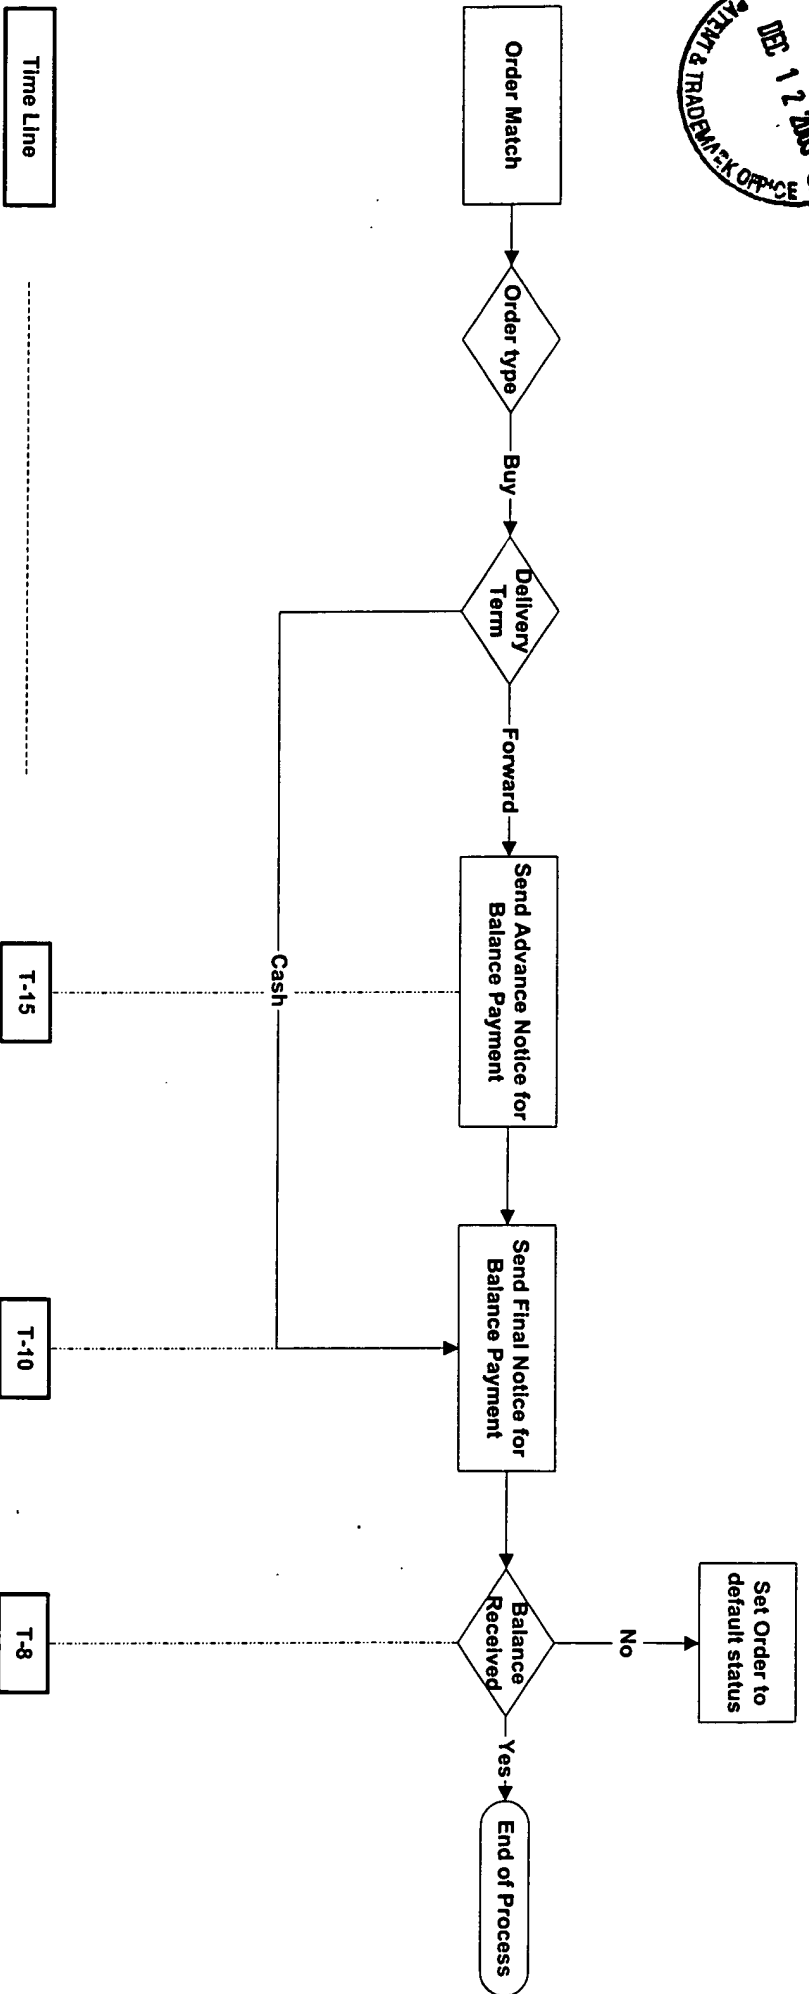 PATENT & TRADEMARK OFFICE
DEC 12
Order Match
Order type
Buy
Delivery
Term
Forward
Send Advance Notice for
Balance Payment
Send Final Notice for
Balance Payment
Balance
Received
Yes
End of Process
No
Set Order to
default status
Cash
Time Line
T-15
T-10
T-8